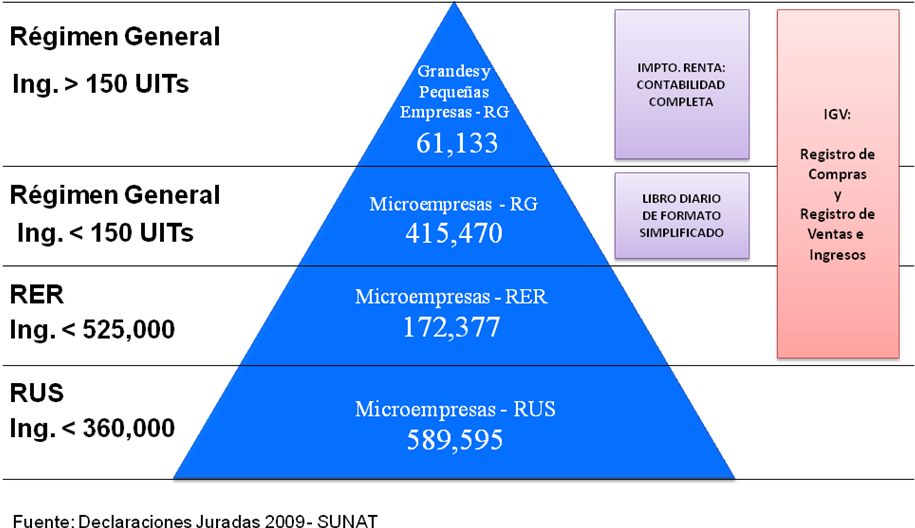 Régimen General
Ing. > 150 UITs
Grandes y
Pequeñas
Empresas - RG
61,133
IMPTO. RENTA:
CONTABILIDAD
COMPLETA
IGV:
Registro de
Compras
y
Registro de
Ventas e
Ingresos
Régimen General
Ing. < 150 UITs
Microempresas - RG
415,470
LIBRO DIARIO
DE FORMATO
SIMPLIFICADO
RER
Ing. < 525,000
Microempresas - RER
172,377
RUS
Ing. < 360,000
Microempresas - RUS
589,595
Fuente: Declaraciones Juradas 2009- SUNAT